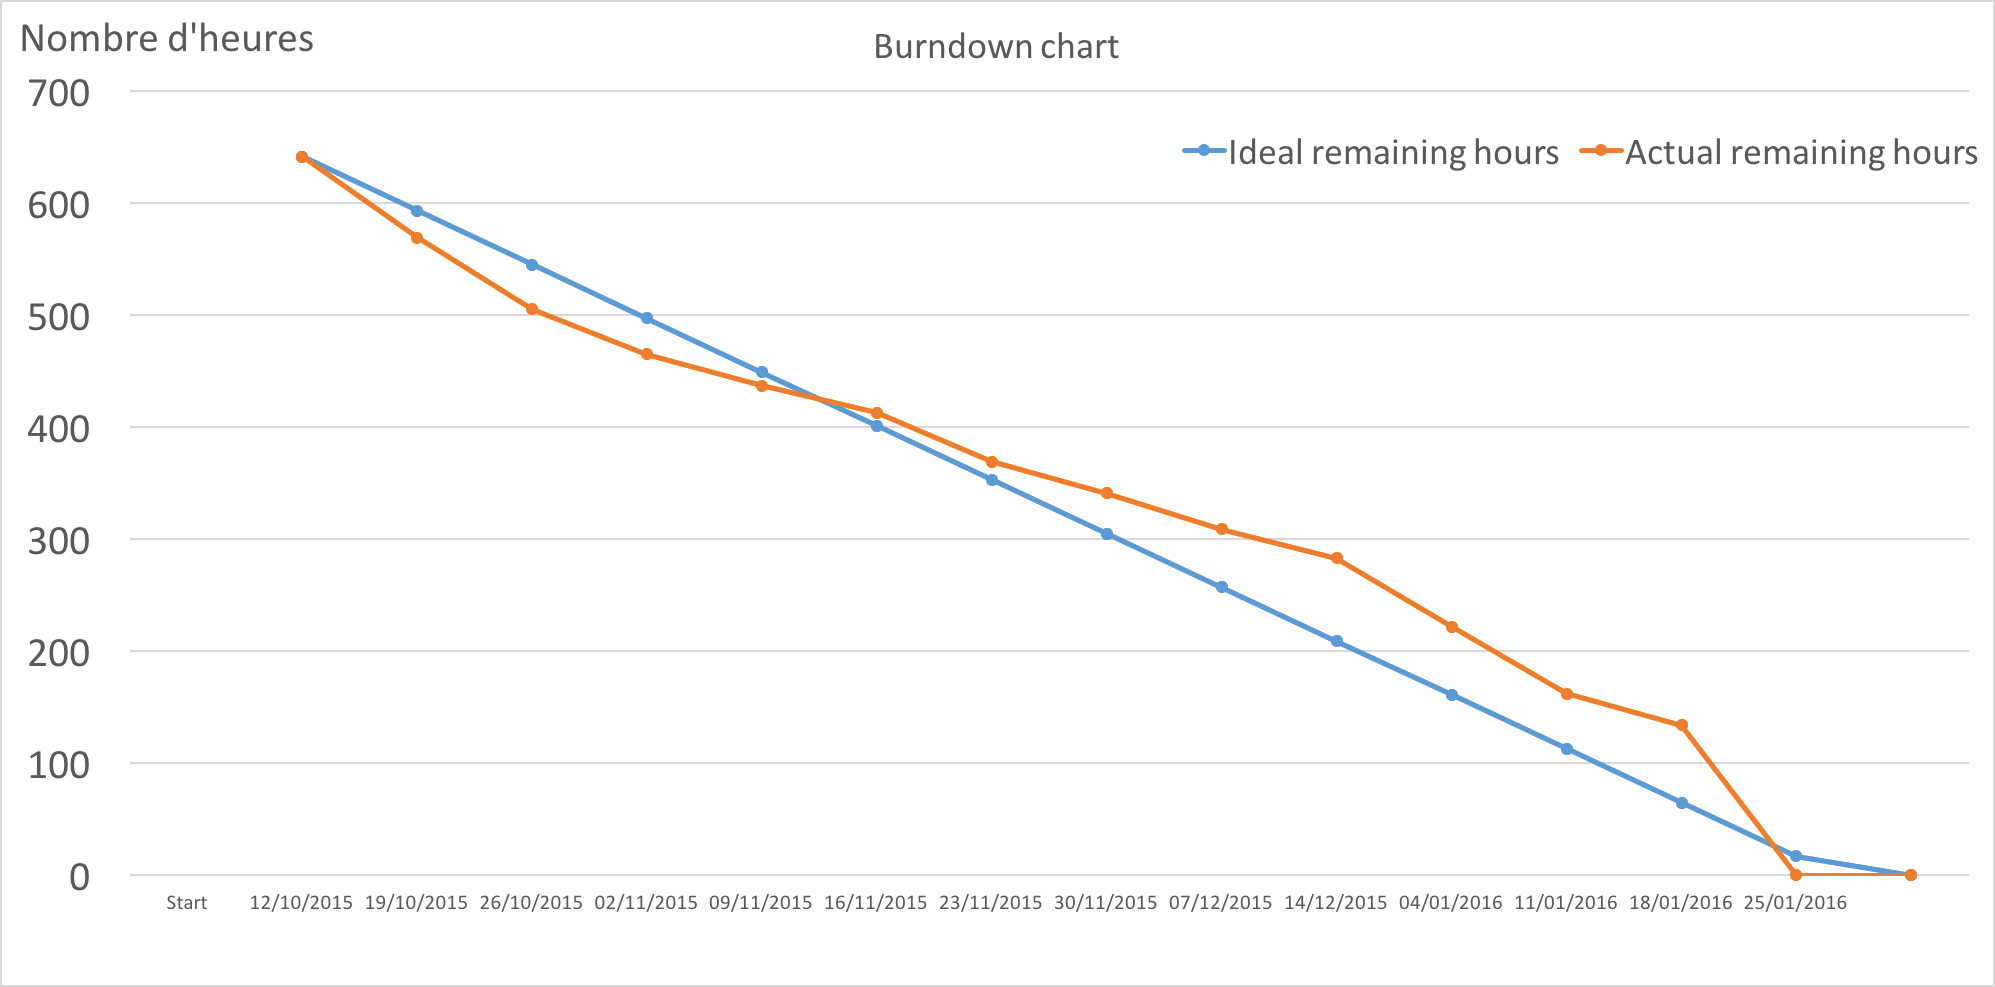 Nombre d'heures
Burndown chart
Ideal remaining hours Actual remaining hours
700
600
500
400
300
200
100
0
Start 12/10/2015 19/10/2015 26/10/2015 02/11/2015 09/11/2015 16/11/2015 23/11/2015 30/11/2015 07/12/2015 14/12/2015 04/01/2016 11/01/2016 18/01/2016 25/01/2016